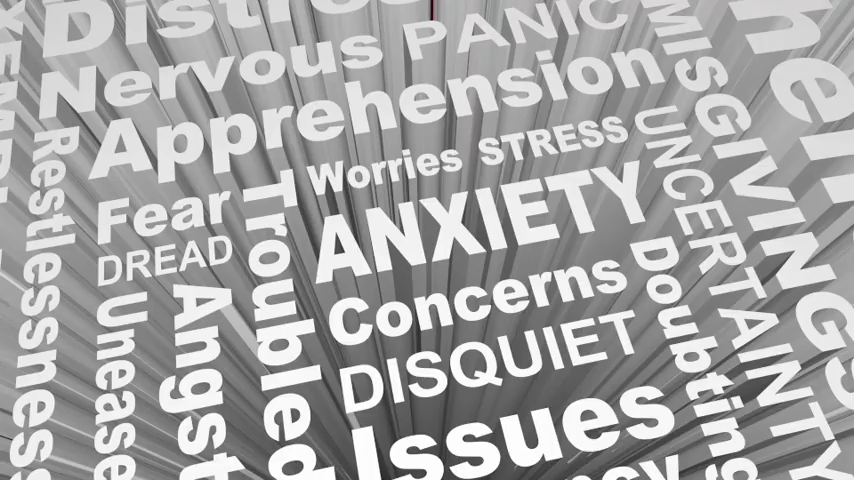 Nervous
PANIC
Apprehension
MISGIVINGS
Restlessness
Worries
STRESS
UNCERTAINTY
Fear
Troubled
ANXIETY
DREAD
Doubting
Concerns
Unease
Angst
DISQUIET
Issues